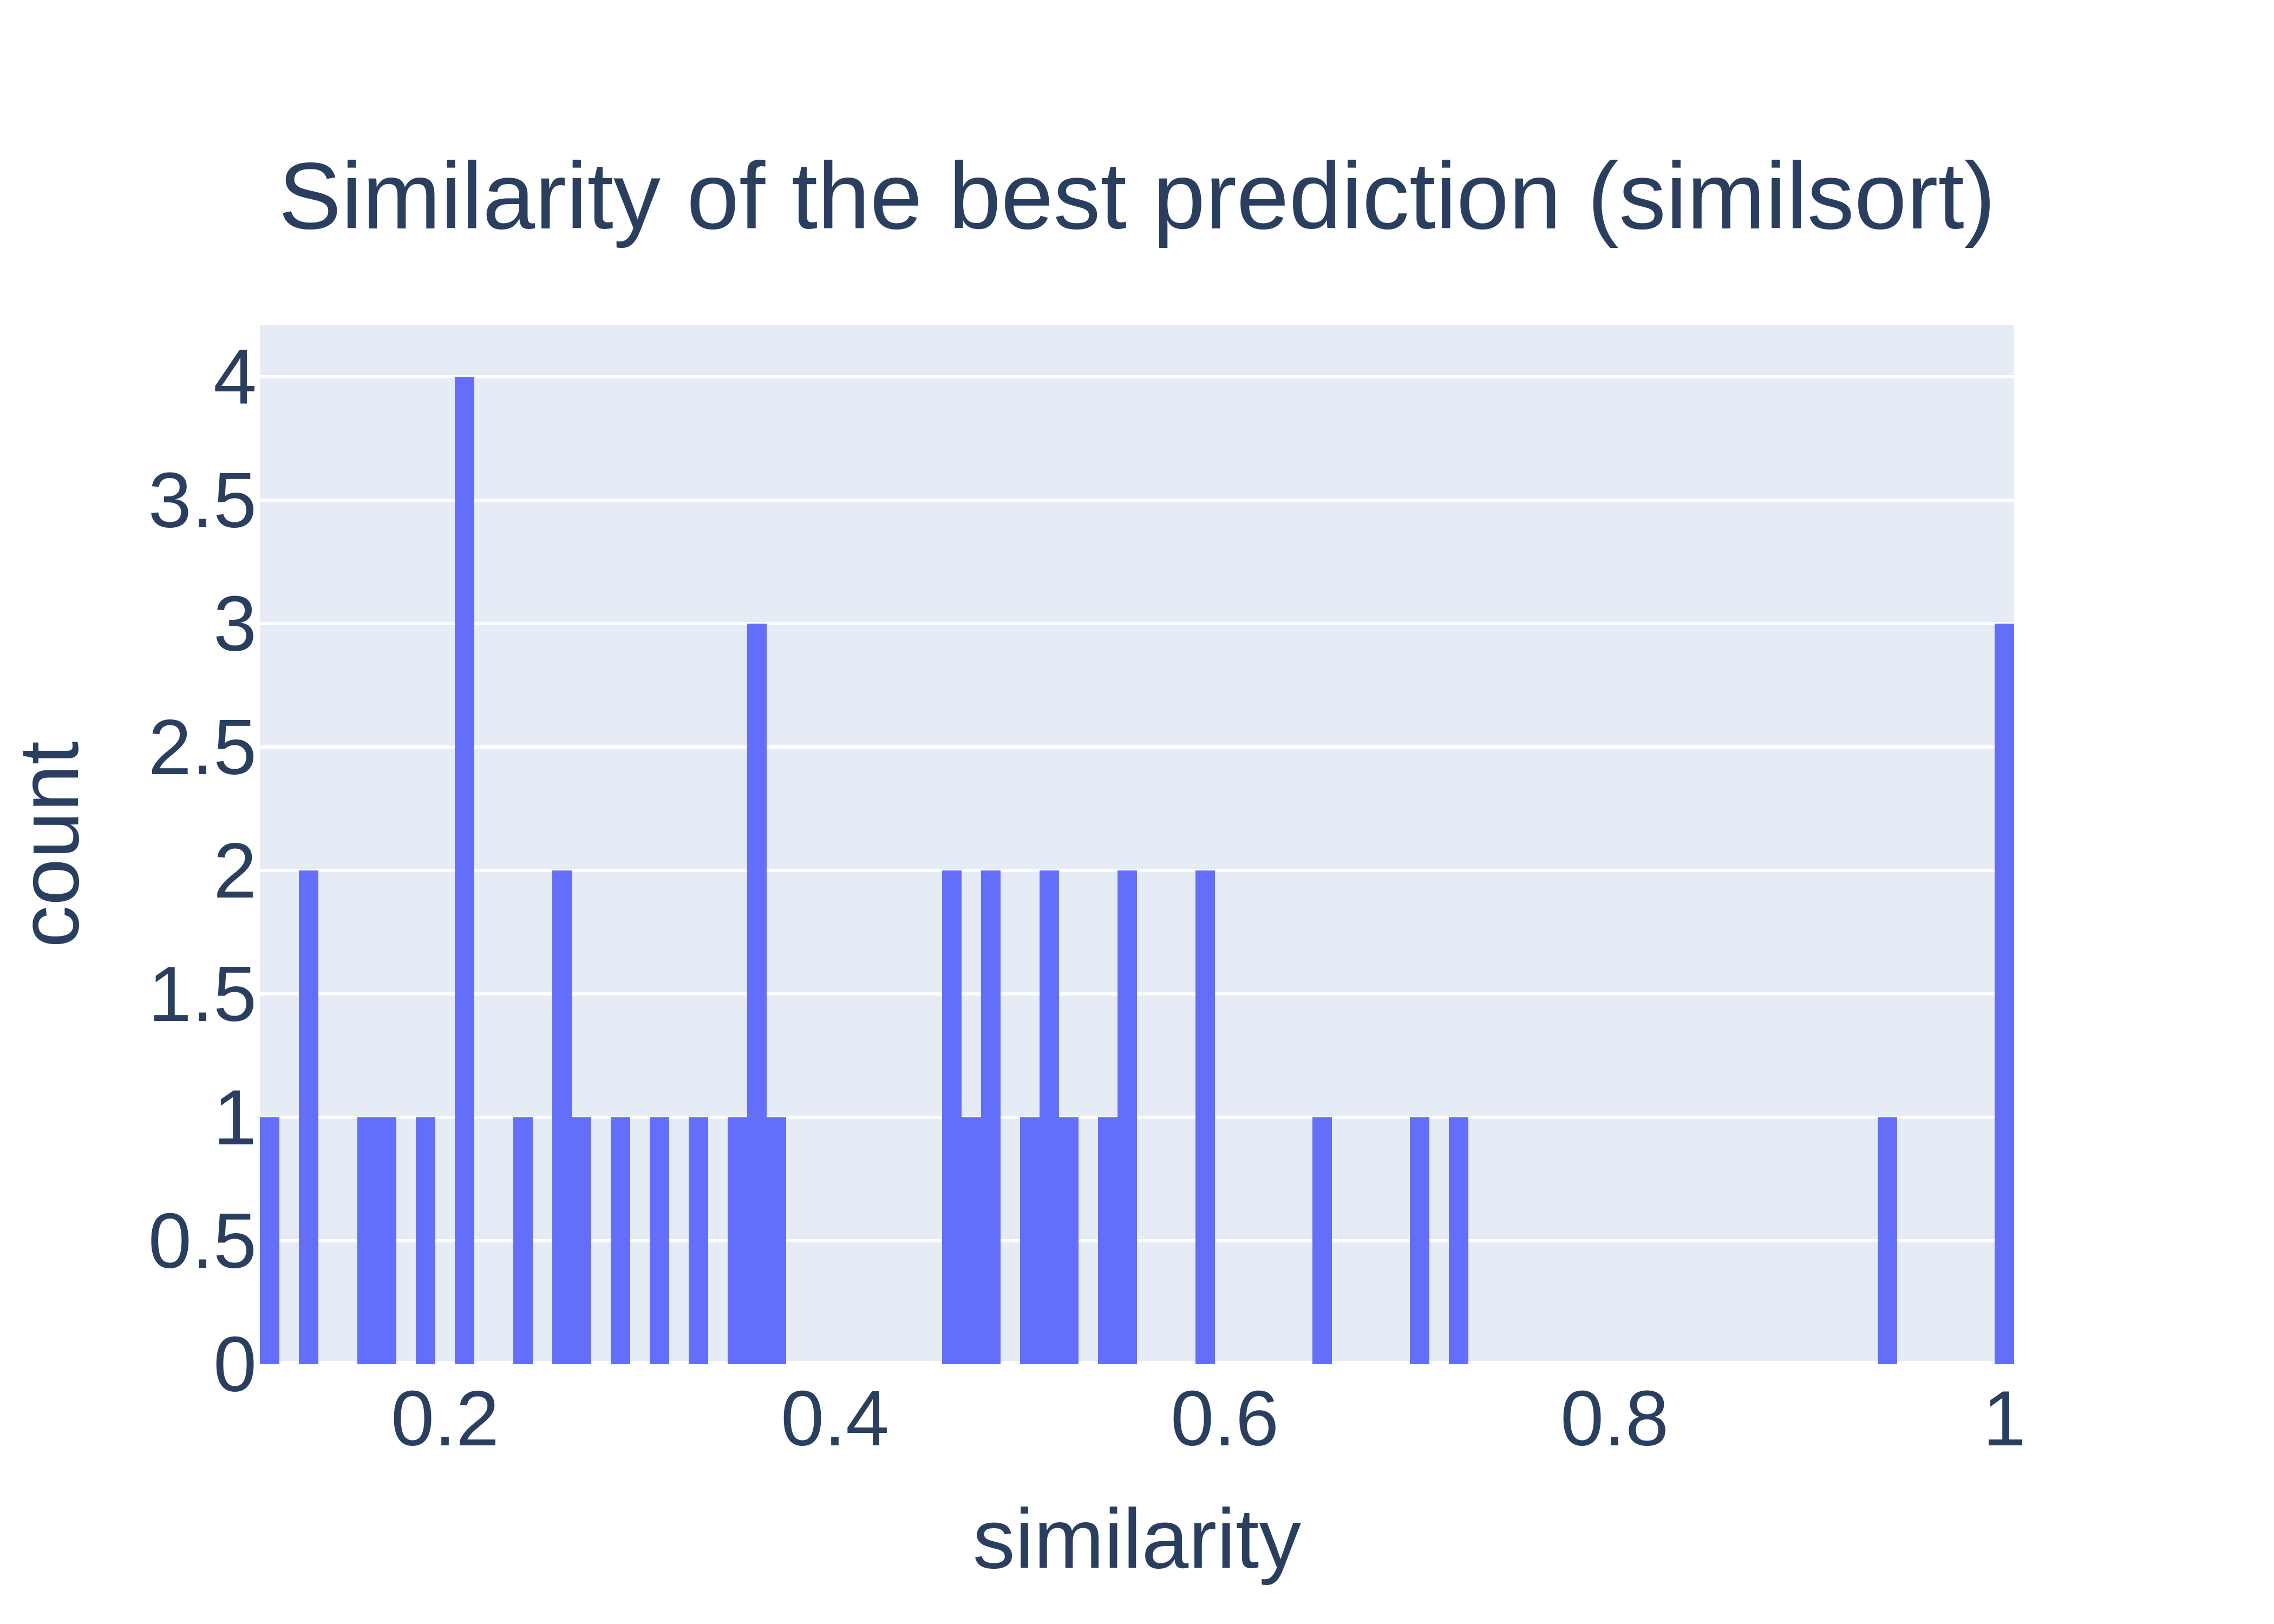 Similarity of the best prediction (similsort)
4
3.5
3
2.5
2
1.5
1
0.5
0
count
0.2 0.4 0.6 0.8 1
similarity